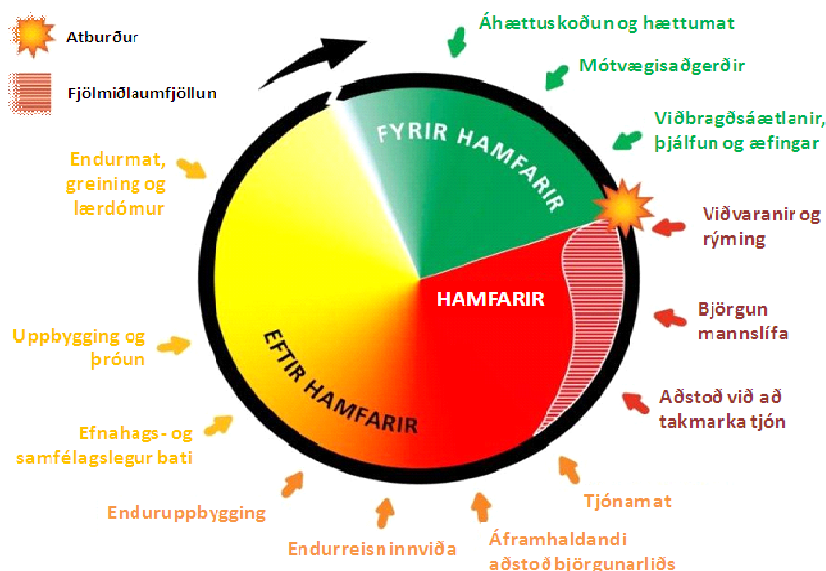 Atburður
Fjölmiðlaumfjöllun
Áhættuskoðun og hættumat
Mótvægisaðgerðir
Viðbragðsáætlanir,
þjálfun og æfingar
Viðvaranir og
rýming
Björgun
mannslífa
Aðstoð við að
takmarka tjón
Tjónamat
Áframhaldandi
aðstoð björgunarliðs
Endurreisn innviða
Enduruppbygging
Efnahags- og
samfélagslegur bati
Uppbygging og
þróun
Endurmat,
greining og
lærdómur
FYRIR HAMFARIR
HAMFARIR
EFTIR HAMFARIR